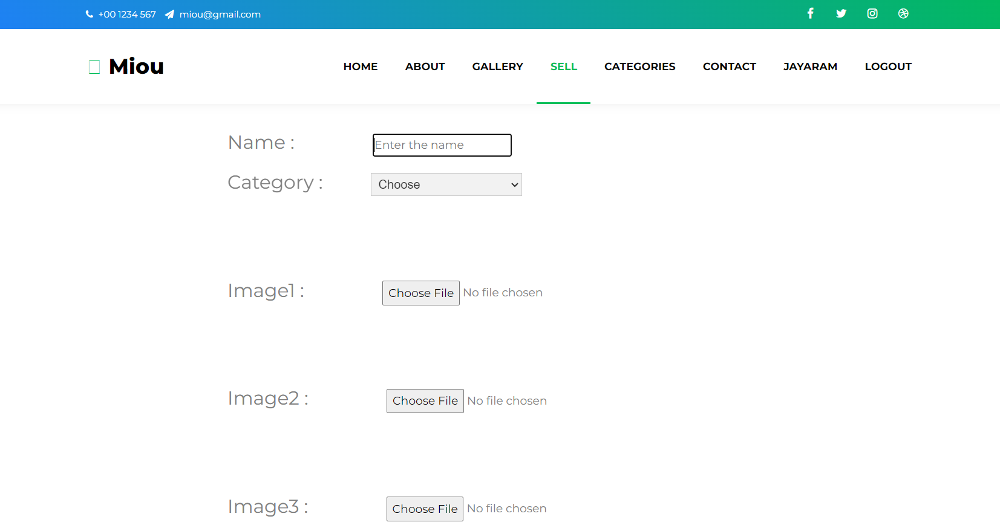 +00 1234 567 miou@gmail.com
Miou HOME ABOUT GALLERY SELL CATEGORIES CONTACT JAYARAM LOGOUT
Name : Enter the name
Category : Choose
Image1 : Choose File No file chosen
Image2 : Choose File No file chosen
Image3 : Choose File No file chosen